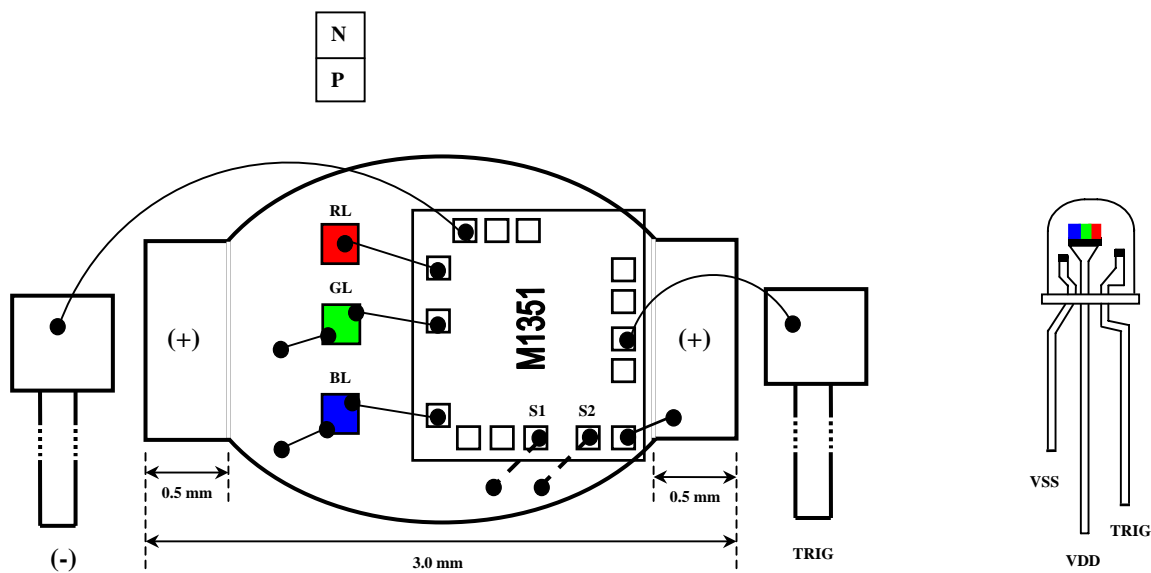 N
P
RL
GL
BL
(+)
M1351
(+)
S1
S2
0.5 mm
0.5 mm
3.0 mm
(-)
TRIG
VSS
TRIG
VDD